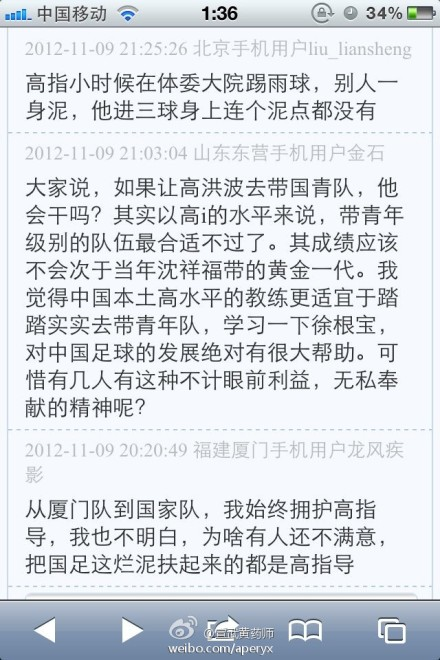 中国移动 1:36 34%
2012-11-09 21:25:26 北京手机用户liu_liansheng
高指小时候在体委大院踢雨球，别人一
身泥，他进三球身上连个泥点都没有
2012-11-09 21:03:04 山东东营手机用户金石
大家说，如果让高洪波去带国青队，他
会干吗？其实以高i的水平来说，带青年
级别的队伍最合适不过了。其成绩应该
不会次于当年沈祥福带的黄金一代。我
觉得中国本土高水平的教练更适宜于踏
踏实实去带青年队，学习一下徐根宝，
对中国足球的发展绝对有很大帮助。可
惜有几人有这种不计眼前利益，无私奉
献的精神呢？
2012-11-09 20:20:49 福建厦门手机用户龙风疾
影
从厦门队到国家队，我始终拥护高指
导，我也不明白，为啥有人还不满意，
把国足这烂泥扶起来的都是高指导
@宣武黄药师
weibo.com/aperyx